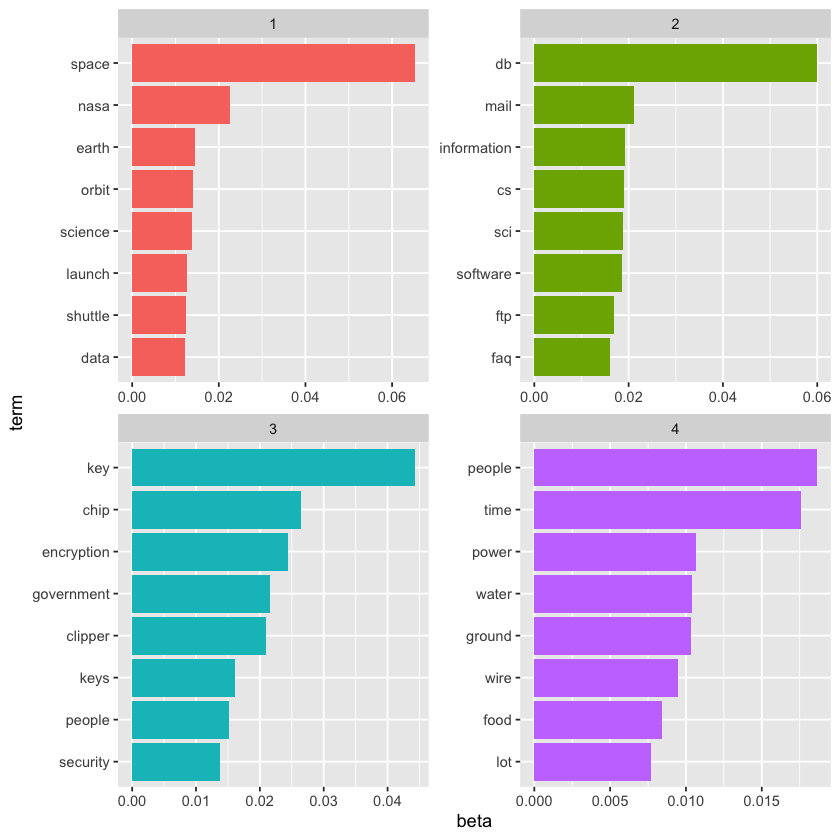 1
space
nasa
earth
orbit
science
launch
shuttle
data
0.00 0.02 0.04 0.06
2
db
mail
information
cs
sci
software
ftp
faq
0.00 0.02 0.04 0.06
3
key
chip
encryption
government
clipper
keys
people
security
0.00 0.01 0.02 0.03 0.04
4
people
time
power
water
ground
wire
food
lot
0.000 0.005 0.010 0.015
term
beta